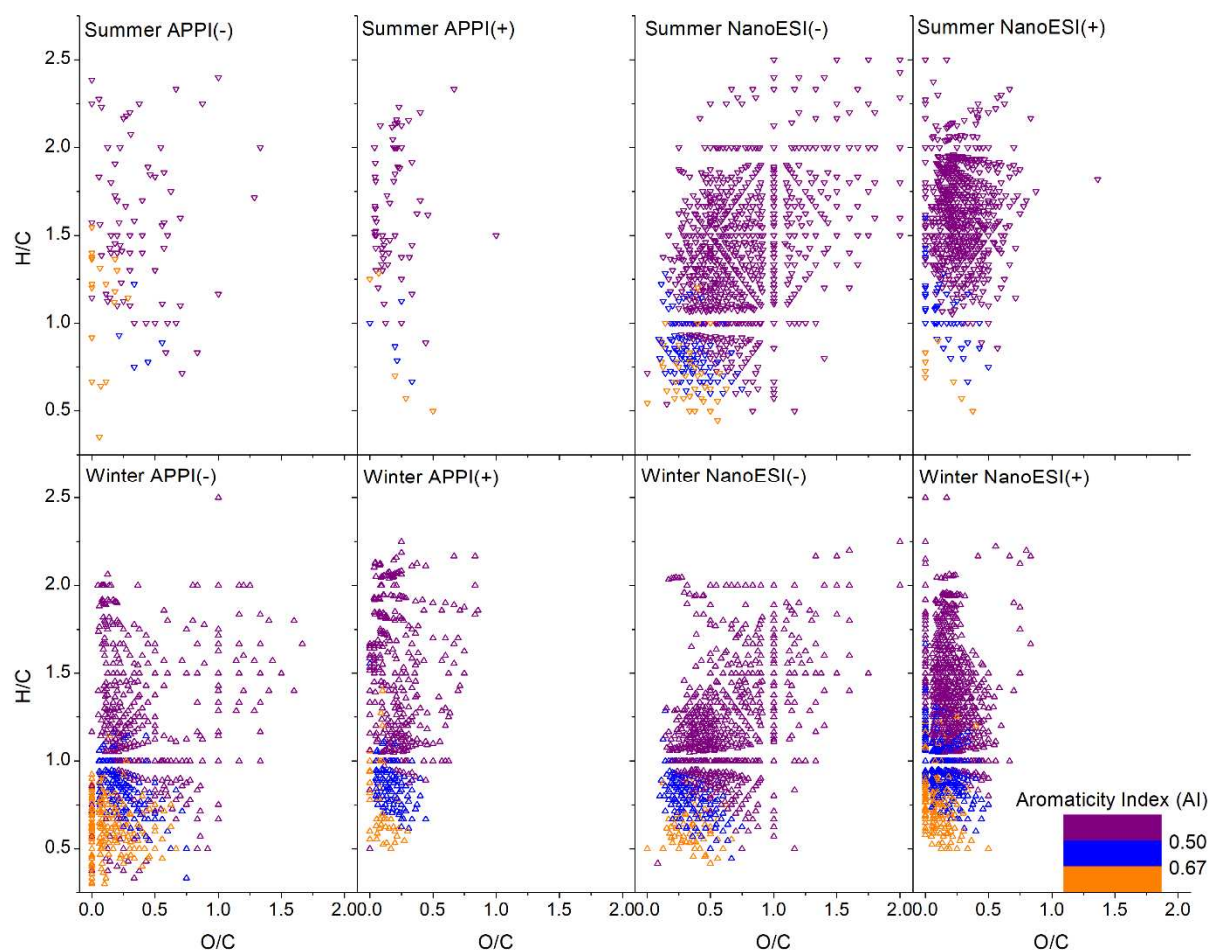 Summer APPI(-)
Summer APPI(+)
Summer NanoESI(-)
Summer NanoESI(+)
2.5
2.0
1.5
1.0
0.5
H/C
Winter APPI(-)
Winter APPI(+)
Winter NanoESI(-)
Winter NanoESI(+)
2.5
2.0
1.5
1.0
0.5
H/C
Aromaticity Index (AI)
0.50
0.67
0.0 0.5 1.0 1.5 2.0 0.0 0.5 1.0 1.5 2.0 0.0 0.5 1.0 1.5 2.0 0.0 0.5 1.0 1.5 2.0
O/C O/C O/C O/C